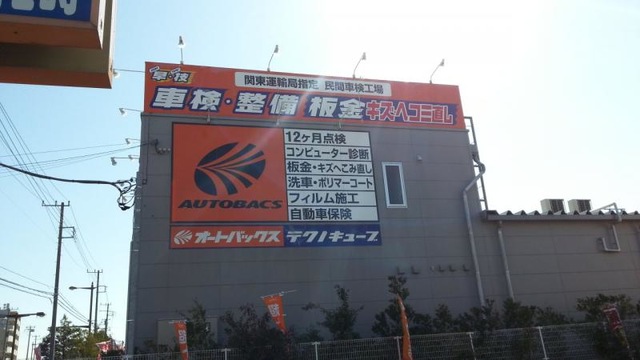 関東運輸局指定 民間車検工場
早・技
車検・整備 板金 キズ・ヘコミ直し
12ヶ月点検
コンピューター診断
板金・キズへこみ直し
洗車・ポリマーコート
フィルム施工
自動車保険
AUTOBACS
オートバックス テクノキューブ